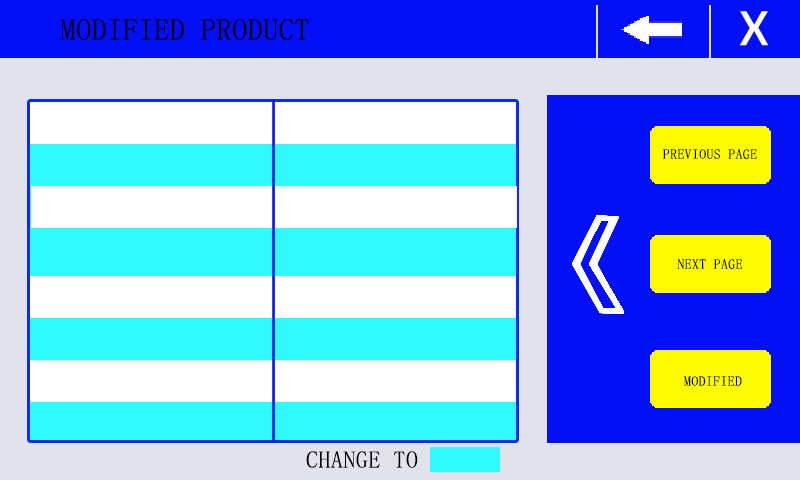 MODIFIED PRODUCT
X
PREVIOUS PAGE
NEXT PAGE
MODIFIED
CHANGE TO